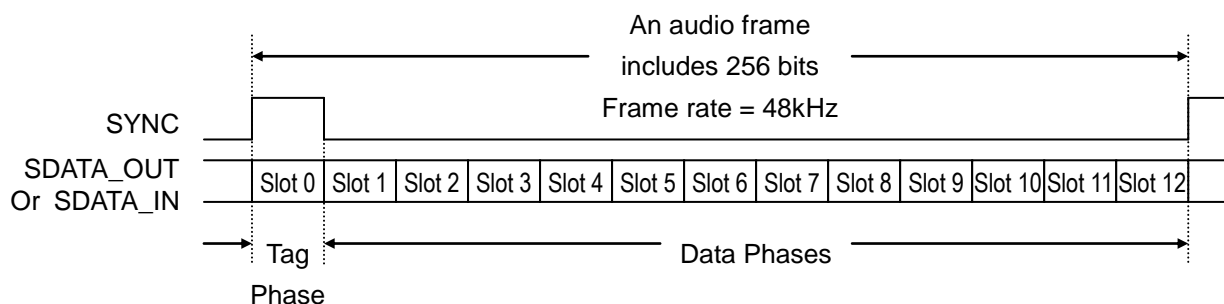 An audio frame
includes 256 bits
Frame rate = 48kHz
SYNC
SDATA_OUT
Or SDATA_IN
Slot 0 Slot 1 Slot 2 Slot 3 Slot 4 Slot 5 Slot 6 Slot 7 Slot 8 Slot 9 Slot 10 Slot 11 Slot 12
Tag
Phase
Data Phases